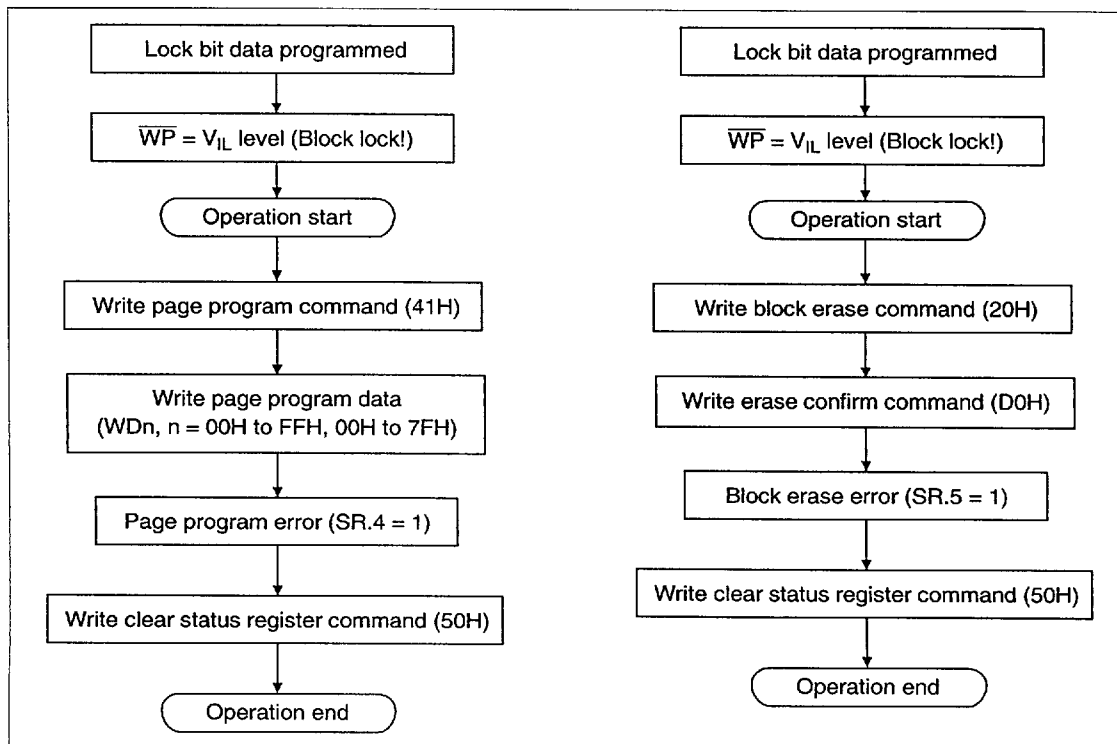 Lock bit data programmed
W̅P̅ = VIL level (Block lock!)
Operation start
Write page program command (41H)
Write page program data
(WDn, n = 00H to FFH, 00H to 7FH)
Page program error (SR.4 = 1)
Write clear status register command (50H)
Operation end
Lock bit data programmed
W̅P̅ = VIL level (Block lock!)
Operation start
Write block erase command (20H)
Write erase confirm command (D0H)
Block erase error (SR.5 = 1)
Write clear status register command (50H)
Operation end